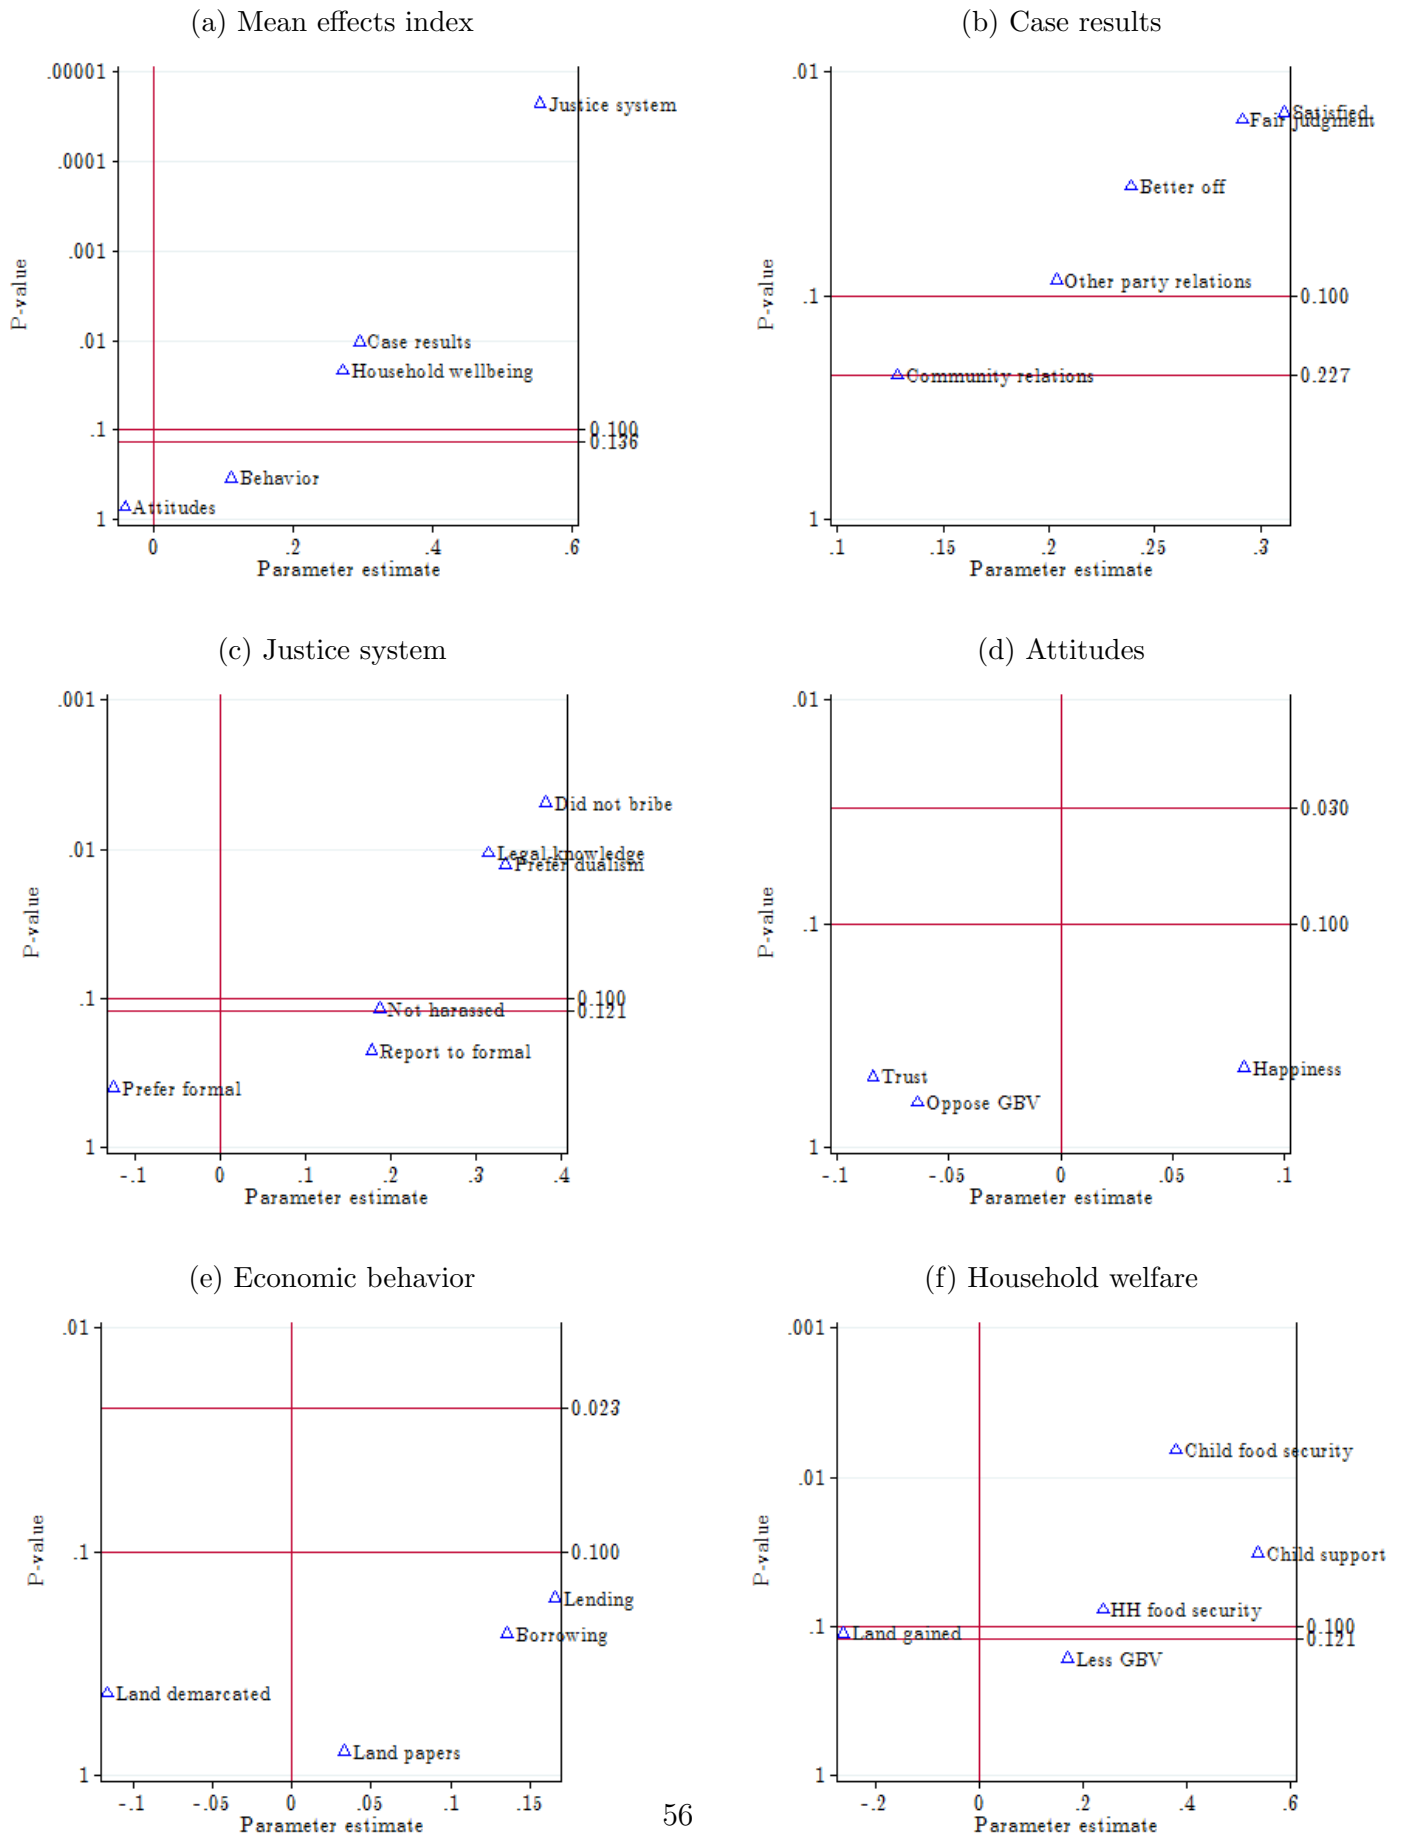 (a) Mean effects index
.00001
.0001
.001
.01
.1
1
P-value
Justice system
Case results
Household wellbeing
0.100
0.136
Behavior
Attitudes
0 .2 .4 .6
Parameter estimate
(b) Case results
.01
.1
1
P-value
Satisfied
Fair judgment
Better off
Other party relations
0.100
Community relations
0.227
.1 .15 .2 .25 .3
Parameter estimate
(c) Justice system
.001
.01
.1
1
P-value
Did not bribe
Legal knowledge
Prefer dualism
0.100
Not harassed
0.121
Report to formal
Prefer formal
-.1 0 .1 .2 .3 .4
Parameter estimate
(d) Attitudes
.01
.1
1
P-value
0.030
0.100
Happiness
Trust
Oppose GBV
-.1 -.05 0 .05 .1
Parameter estimate
(e) Economic behavior
.01
.1
1
P-value
0.023
0.100
Lending
Borrowing
Land demarcated
Land papers
-.1 -.05 0 .05 .1 .15
Parameter estimate
(f) Household welfare
.001
.01
.1
1
P-value
Child food security
Child support
HH food security
0.100
Land gained
0.121
Less GBV
-.2 0 .2 .4 .6
Parameter estimate
56